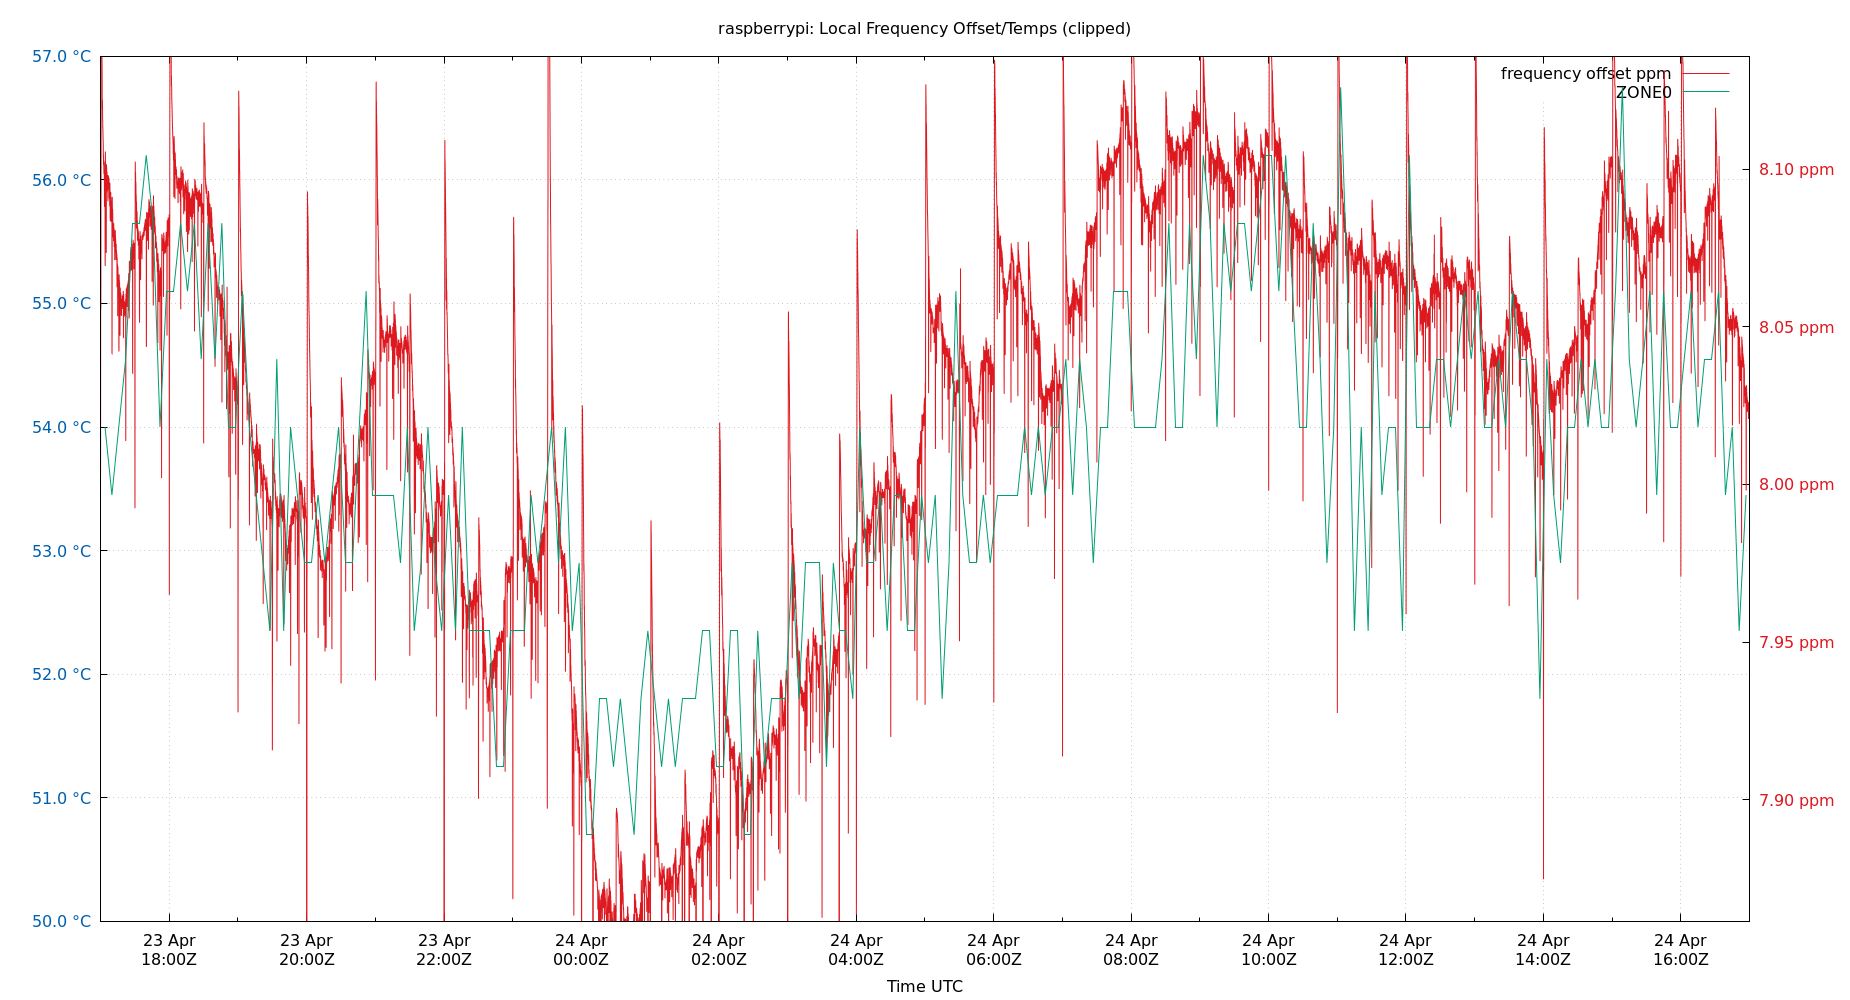 raspberrypi: Local Frequency Offset/Temps (clipped)
57.0 °C
56.0 °C
55.0 °C
54.0 °C
53.0 °C
52.0 °C
51.0 °C
50.0 °C
frequency offset ppm
ZONE0
8.10 ppm
8.05 ppm
8.00 ppm
7.95 ppm
7.90 ppm
23 Apr 23 Apr 23 Apr 24 Apr 24 Apr 24 Apr 24 Apr 24 Apr 24 Apr 24 Apr 24 Apr 24 Apr
18:00Z 20:00Z 22:00Z 00:00Z 02:00Z 04:00Z 06:00Z 08:00Z 10:00Z 12:00Z 14:00Z 16:00Z
Time UTC